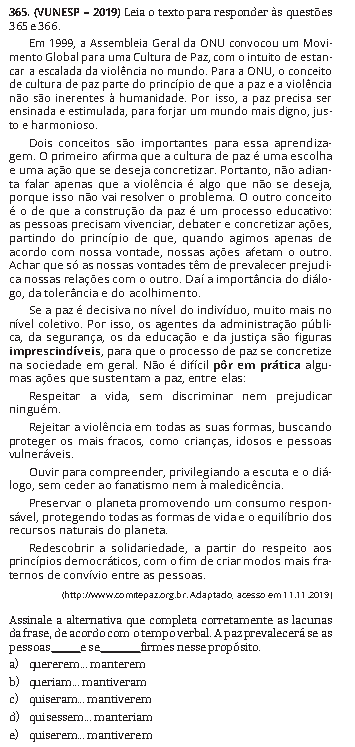 365. (VUNESP – 2019) Leia o texto para responder às questões
365 e 366.
Em 1999, a Assembleia Geral da ONU convocou um Movi-
mento Global para uma Cultura de Paz, com o intuito de estan-
car a escalada da violência no mundo. Para a ONU, o conceito
de cultura de paz parte do princípio de que a paz e a violência
não são inerentes à humanidade. Por isso, a paz precisa ser
ensinada e estimulada, para forjar um mundo mais digno, jus-
to e harmonioso.
Dois conceitos são importantes para essa aprendiza-
gem. O primeiro afirma que a cultura de paz é uma escolha
e uma ação que se deseja concretizar. Portanto, não adian-
ta falar apenas que a violência é algo que não se deseja,
porque isso não vai resolver o problema. O outro conceito
é o de que a construção da paz é um processo educativo:
as pessoas precisam vivenciar, debater e concretizar ações,
partindo do princípio de que, quando agimos apenas de
acordo com nossa vontade, nossas ações afetam o outro.
Achar que só as nossas vontades têm de prevalecer prejudi-
ca nossas relações com o outro. Daí a importância do diálo-
go, da tolerância e do acolhimento.
Se a paz é decisiva no nível do indivíduo, muito mais no
nível coletivo. Por isso, os agentes da administração públi-
ca, da segurança, os da educação e da justiça são figuras
imprescindíveis, para que o processo de paz se concretize
na sociedade em geral. Não é difícil pôr em prática algu-
mas ações que sustentam a paz, entre elas:
Respeitar a vida, sem discriminar nem prejudicar
ninguém.
Rejeitar a violência em todas as suas formas, buscando
proteger os mais fracos, como crianças, idosos e pessoas
vulneráveis.
Ouvir para compreender, privilegiando a escuta e o diá-
logo, sem ceder ao fanatismo nem à maledicência.
Preservar o planeta promovendo um consumo respon-
sável, protegendo todas as formas de vida e o equilíbrio dos
recursos naturais do planeta.
Redescobrir a solidariedade, a partir do respeito aos
princípios democráticos, com o fim de criar modos mais fra-
ternos de convívio entre as pessoas.
(http://www.comitepaz.org.br. Adaptado, acesso em 11.11.2019)
Assinale a alternativa que completa corretamente as lacunas
da frase, de acordo com o tempo verbal. A paz prevalecerá se as
pessoas_____e se_______firmes nesse propósito.
a) quererem... manterem
b) queriam... mantiveram
c) quiseram... mantiverem
d) quisessem... manteriam
e) quiserem... mantiverem